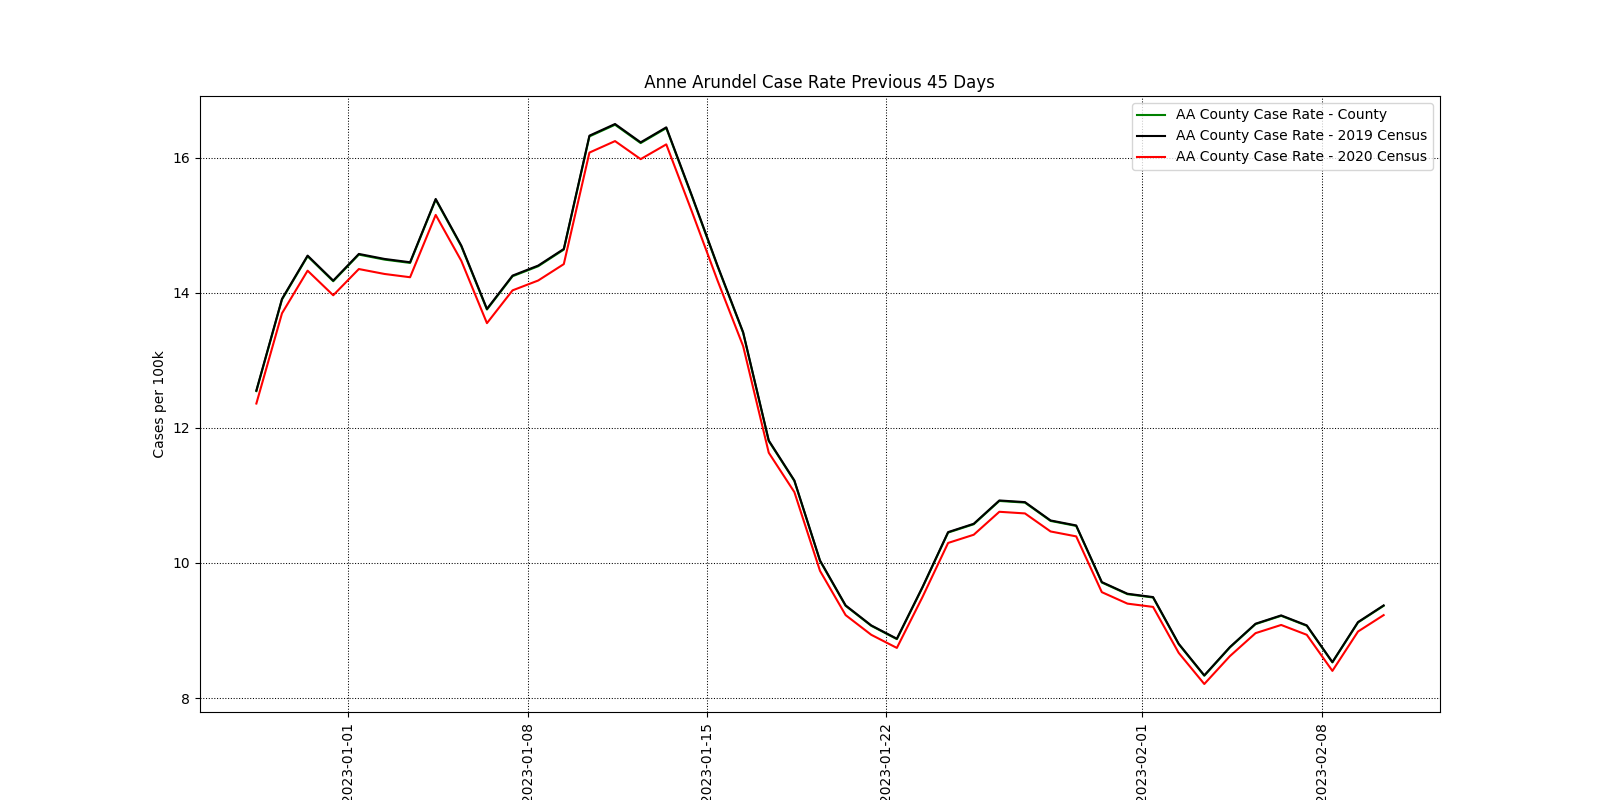 Anne Arundel Case Rate Previous 45 Days
AA County Case Rate - County
AA County Case Rate - 2019 Census
AA County Case Rate - 2020 Census
Cases per 100k
16
14
12
10
8
2023-01-01
2023-01-08
2023-01-15
2023-01-22
2023-02-01
2023-02-08